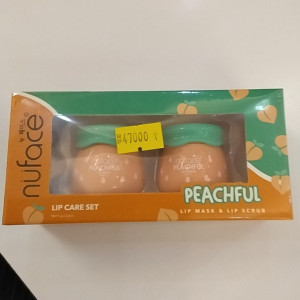 nuface
47000
PEACHFUL
LIP MASK & LIP SCRUB
LIP CARE SET